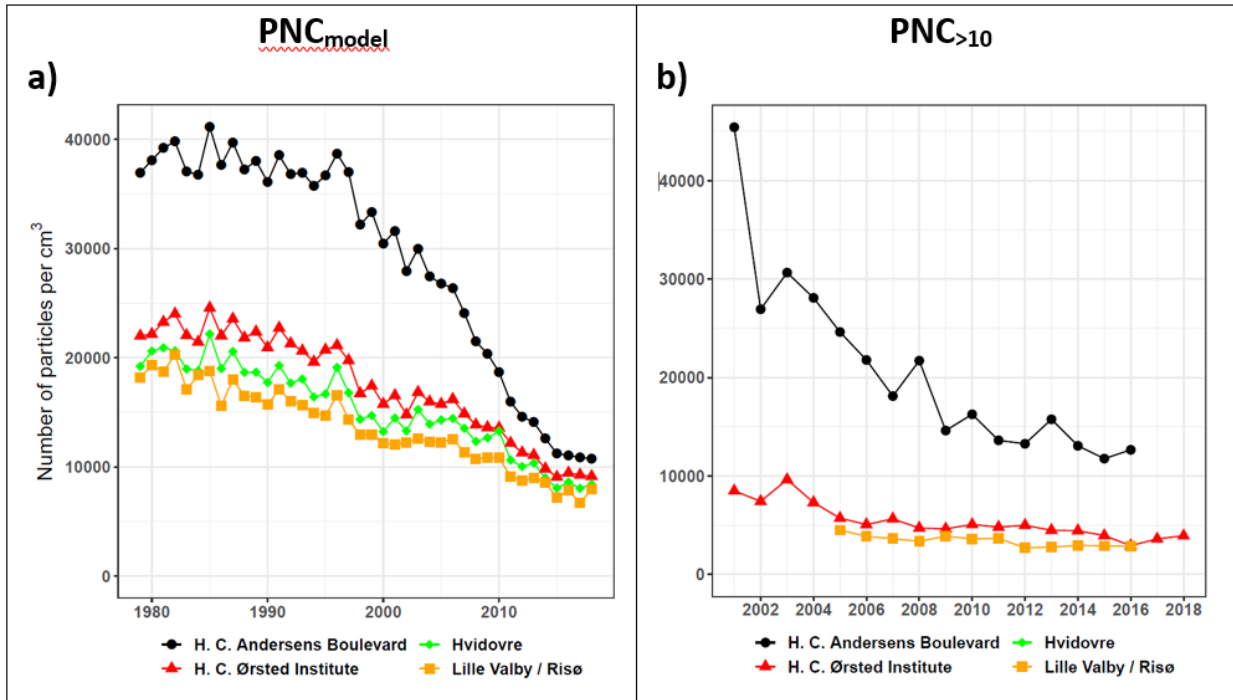 PNCmodel
a)
Number of particles per cm³
40000
30000
20000
10000
0
1980
1990
2000
2010
H. C. Andersens Boulevard
Hvidovre
H. C. Ørsted Institute
Lille Valby / Risø
PNC>10
b)
40000
30000
20000
10000
0
2002
2004
2006
2008
2010
2012
2014
2016
2018
H. C. Andersens Boulevard
Hvidovre
H. C. Ørsted Institute
Lille Valby / Risø